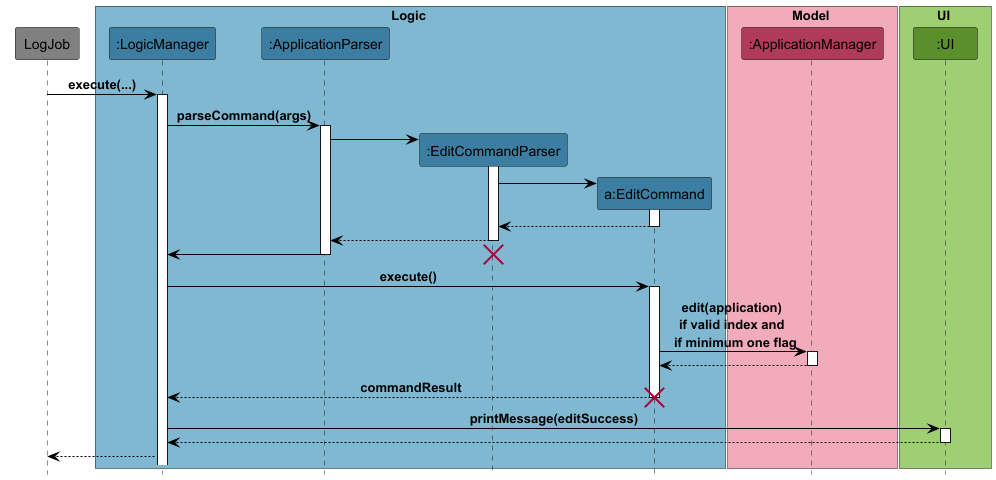 Logic
Model
UI
LogJob
:LogicManager
:ApplicationParser
:ApplicationManager
:UI
execute(...)
parseCommand(args)
:EditCommandParser
a:EditCommand
execute()
edit(application)
if valid index and
if minimum one flag
commandResult
printMessage(editSuccess)